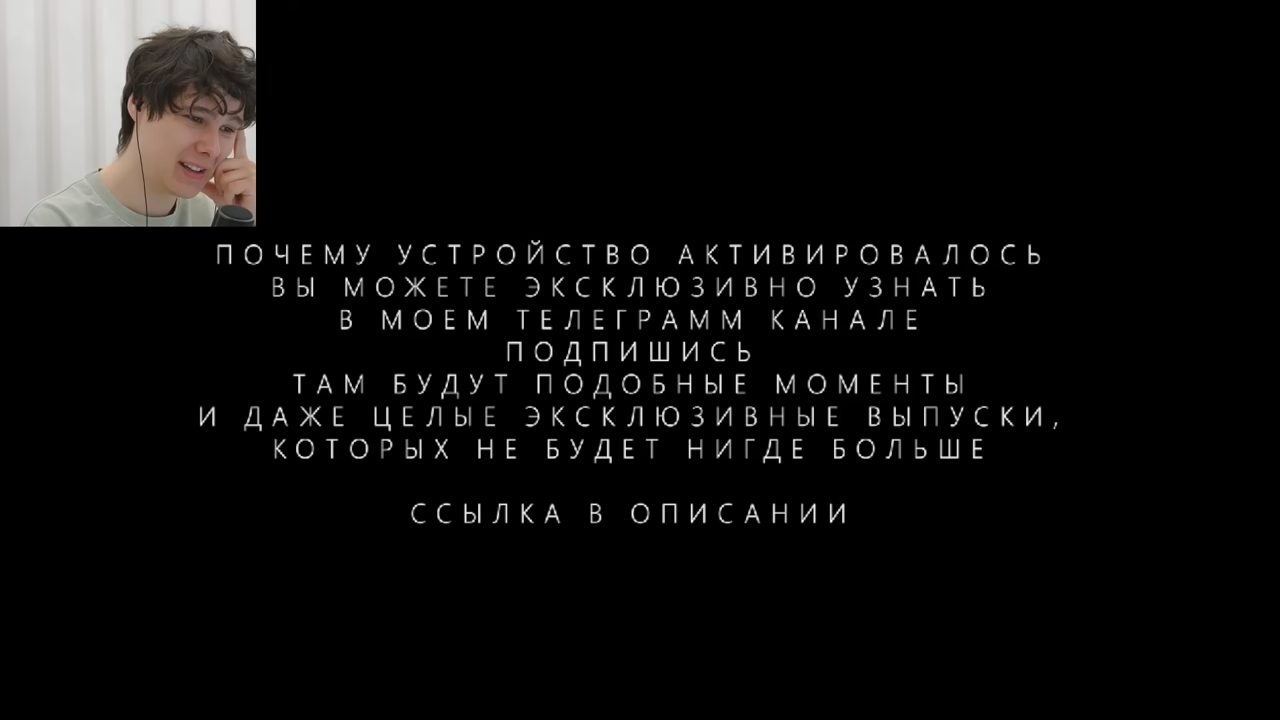 ПОЧЕМУ УСТРОЙСТВО АКТИВИРОВАЛОСЬ
ВЫ МОЖЕТЕ ЭКСКЛЮЗИВНО УЗНАТЬ
В МОЕМ ТЕЛЕГРАММ КАНАЛЕ
ПОДПИШИСЬ
ТАМ БУДУТ ПОДОБНЫЕ МОМЕНТЫ
И ДАЖЕ ЦЕЛЫЕ ЭКСКЛЮЗИВНЫЕ ВЫПУСКИ,
КОТОРЫХ НЕ БУДЕТ НИГДЕ БОЛЬШЕ
ССЫЛКА В ОПИСАНИИ